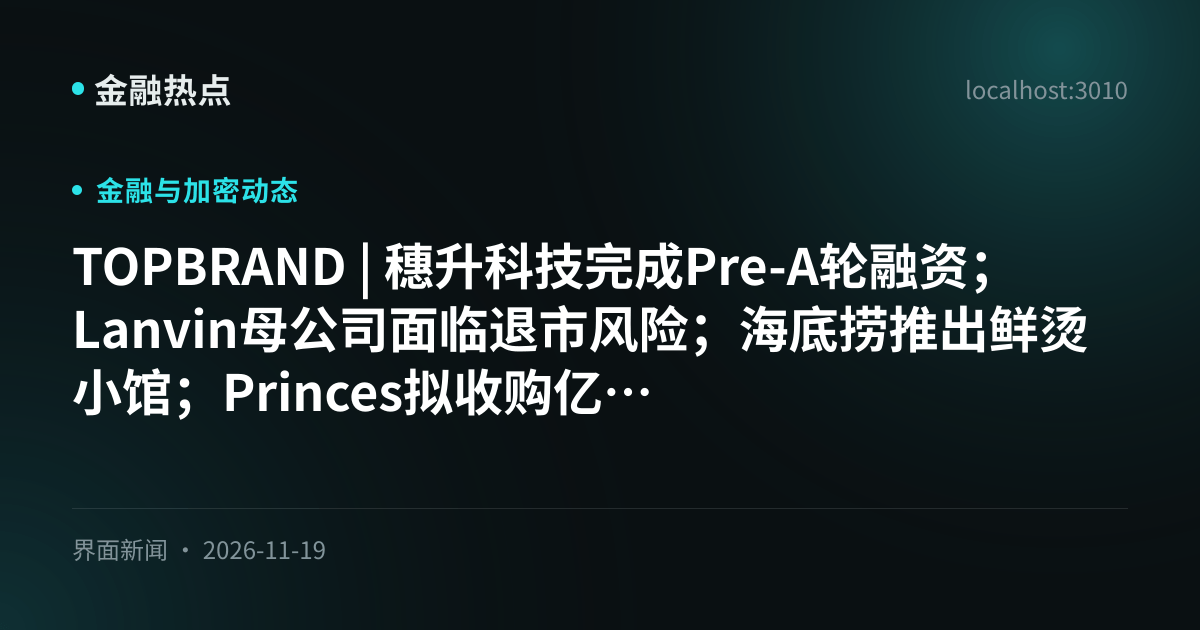 金融热点
localhost:3010
金融与加密动态
TOPBRAND | 穗升科技完成Pre-A轮融资；
Lanvin母公司面临退市风险；海底捞推出鲜烫
小馆；Princes拟收购亿…
界面新闻 · 2026-11-19